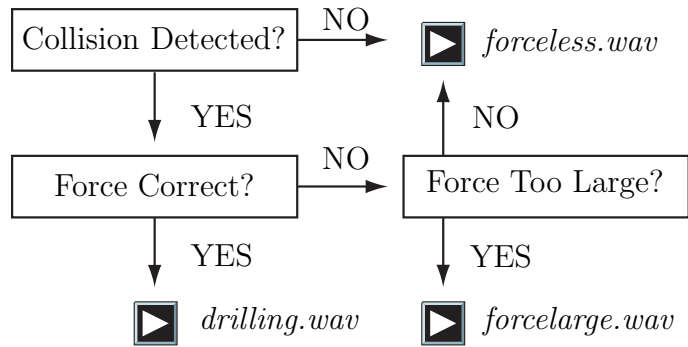 Collision Detected?
NO
forceless.wav
YES
NO
Force Correct?
NO
Force Too Large?
YES
YES
drilling.wav
forcelarge.wav